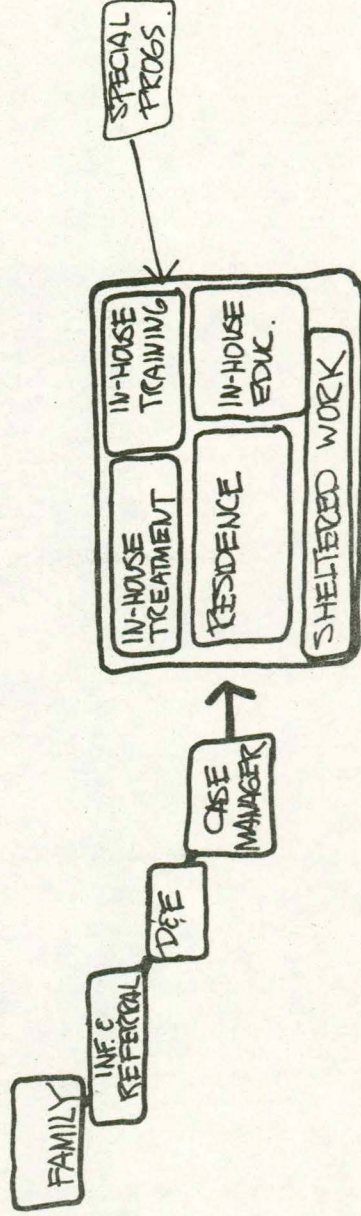 FAMILY
INF. &
REFERRAL
D&E
CASE
MANAGER
IN-HOUSE
TREATMENT
IN-HOUSE
TRAINING
RESIDENCE
IN-HOUSE
EDUC.
SHELTERED WORK
SPECIAL
PROGS.